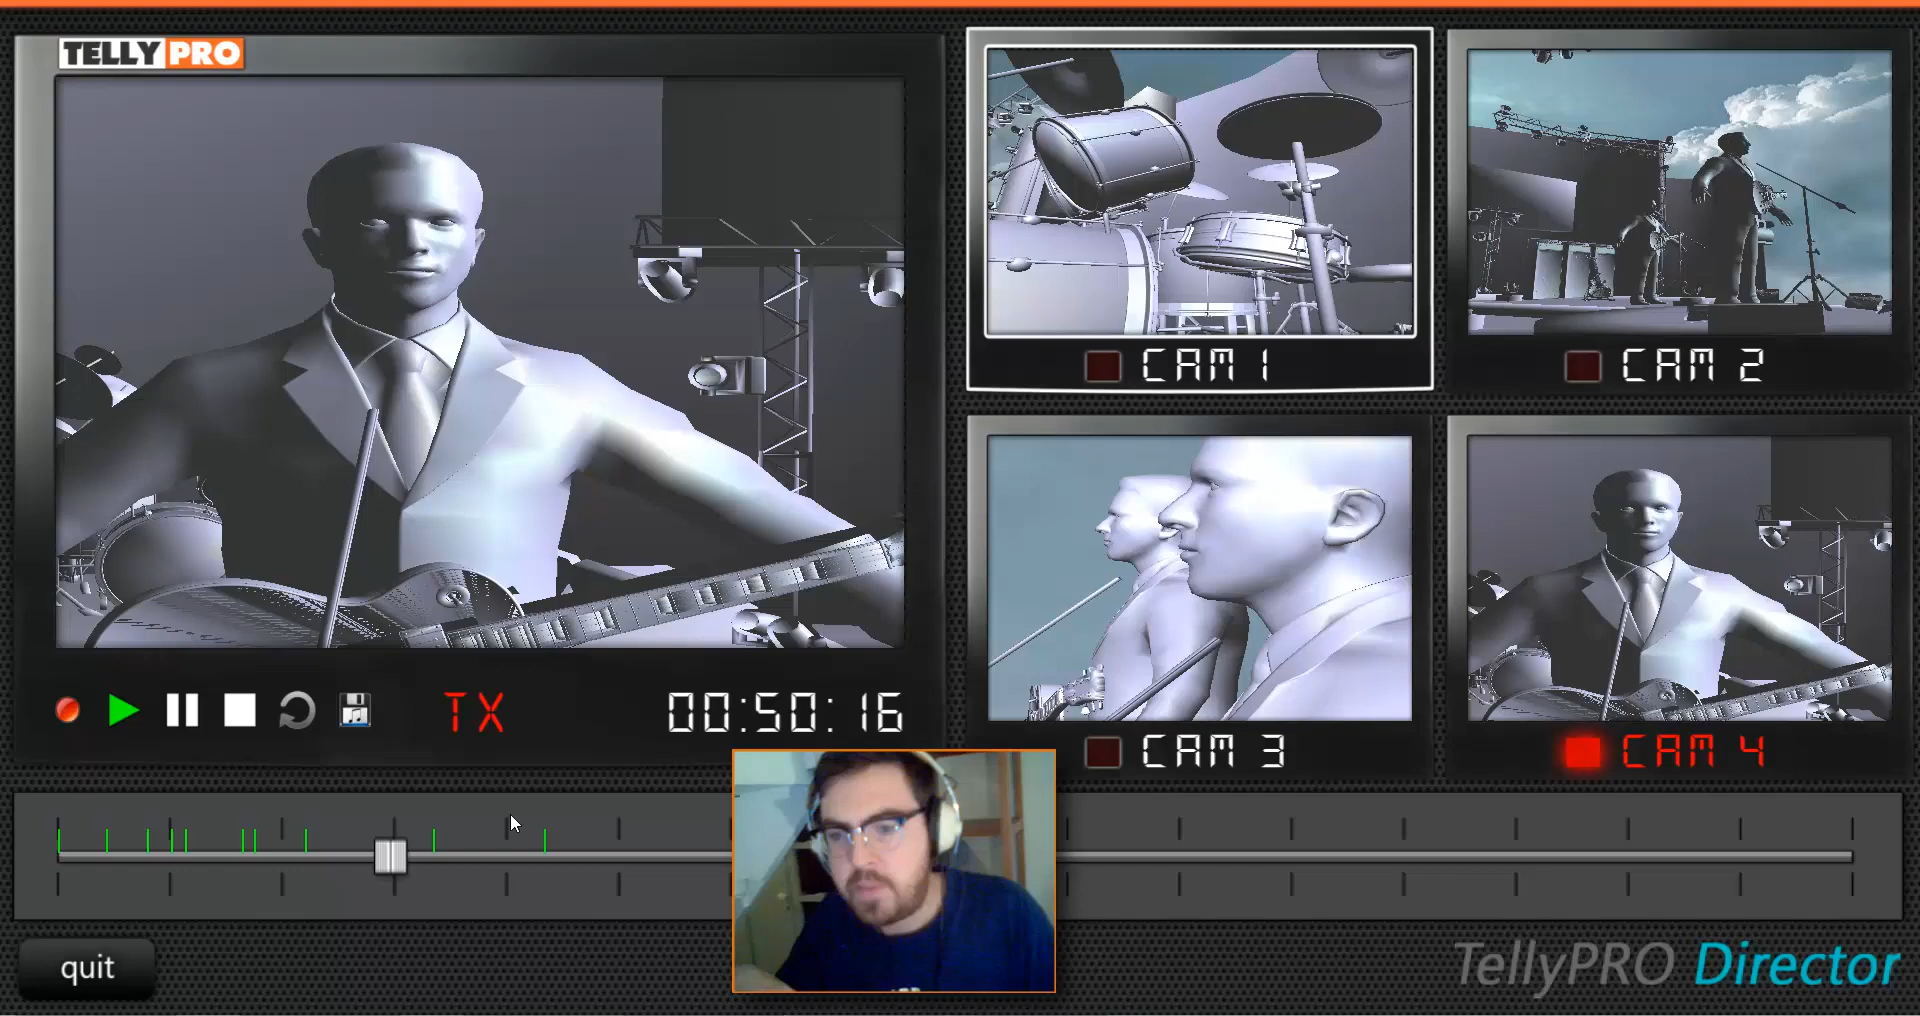 TELLY PRO
CAM 1
CAM 2
TX
00:50:16
CAM 3
CAM 4
quit
TellyPRO Director